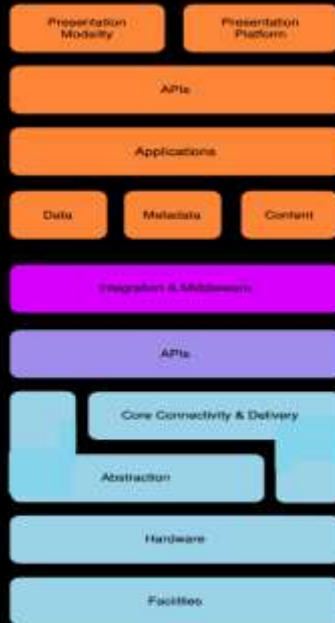 Presentation Modality
Presentation Platform
APIs
Applications
Data
Metadata
Content
Integration & Middleware
APIs
Core Connectivity & Delivery
Abstraction
Hardware
Facilities